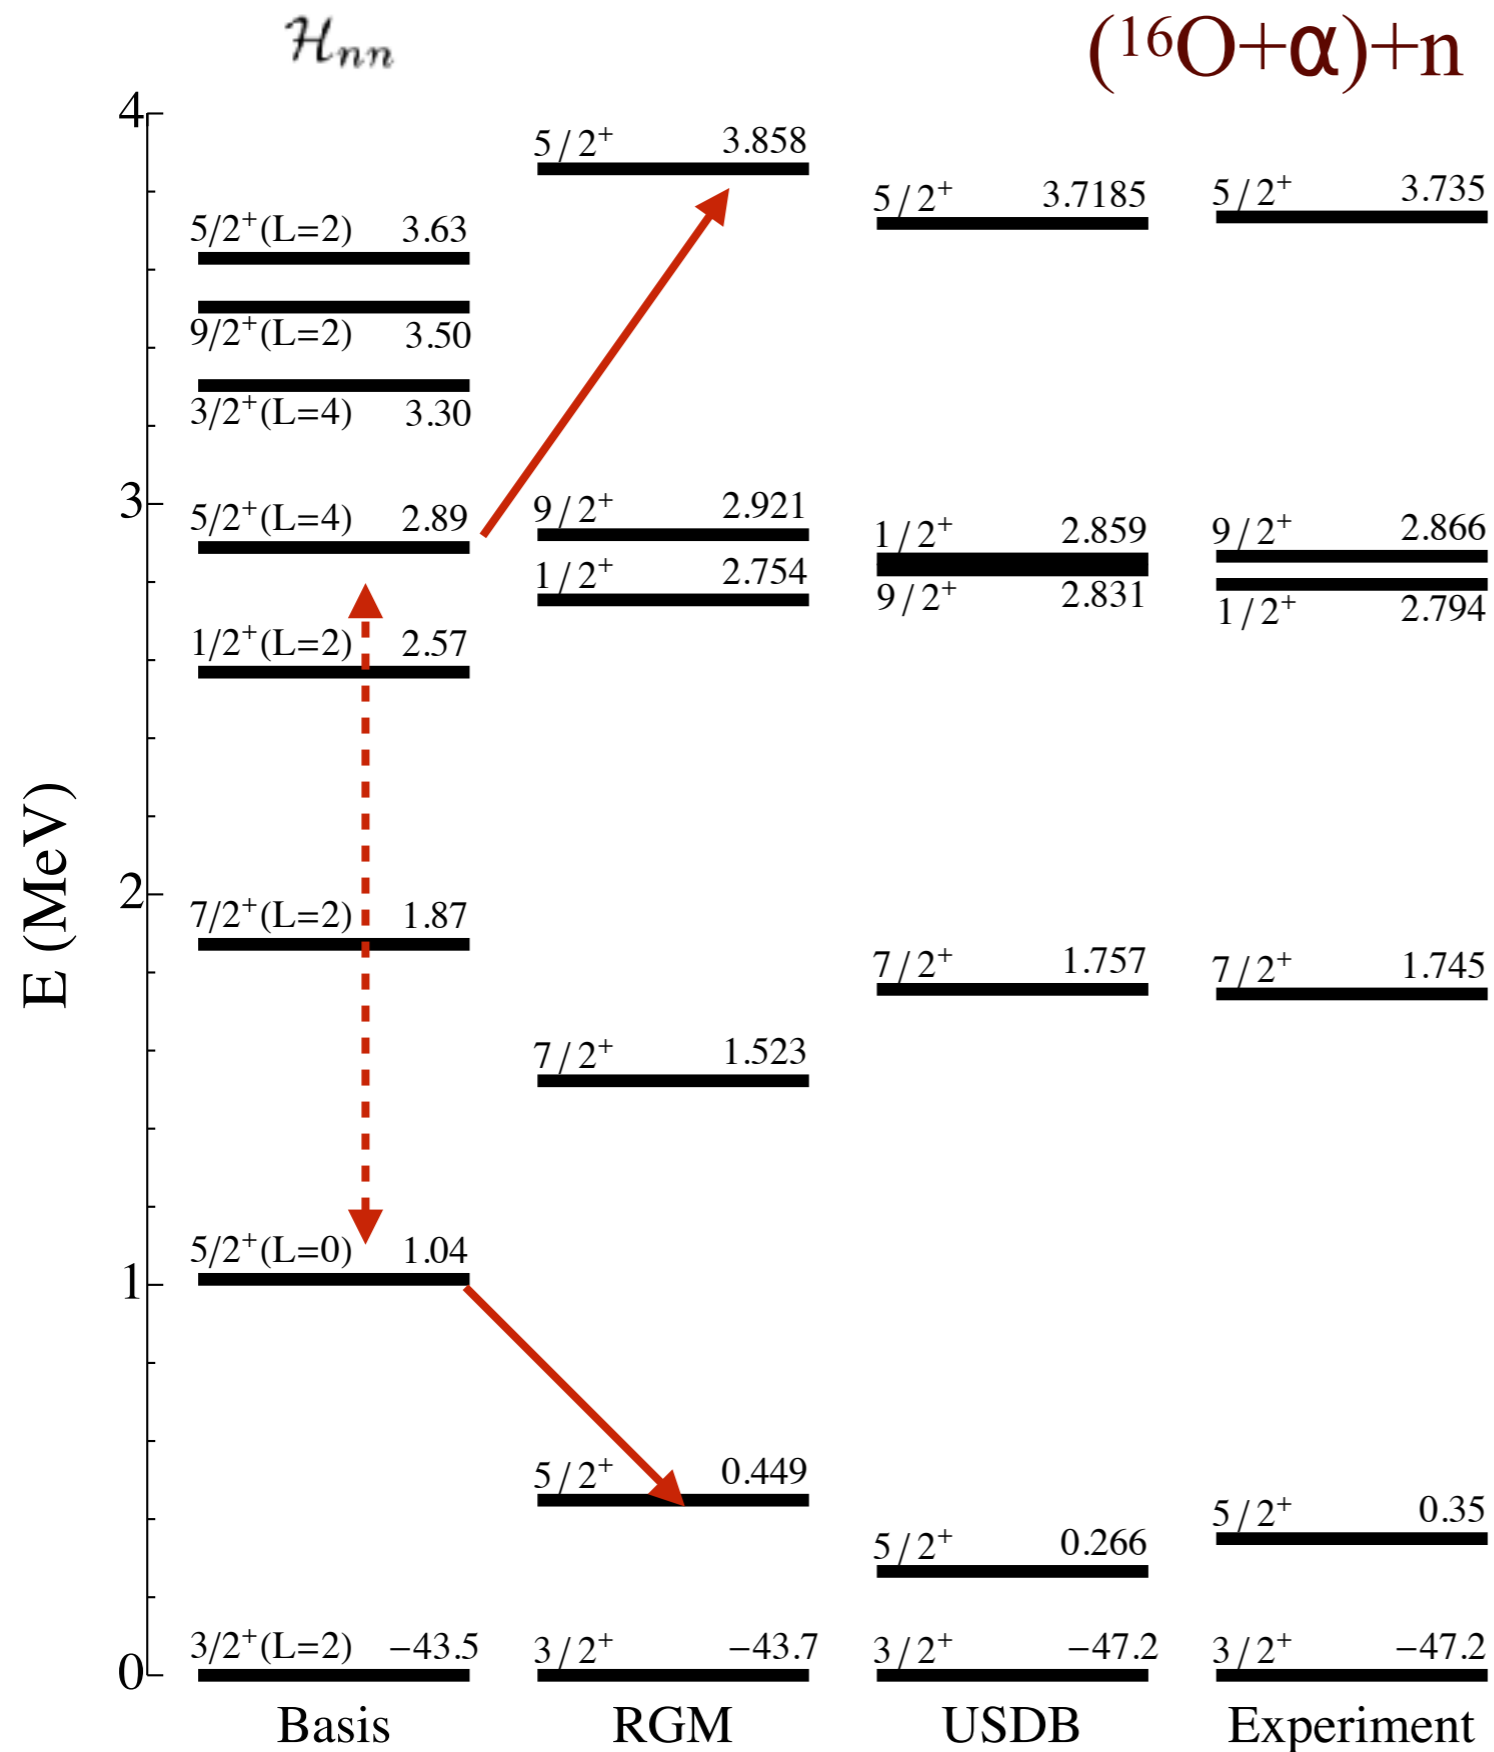 ℋₙₙ
(¹⁶O+α)+n
E (MeV)
4
3
2
1
0
5/2⁺(L=2) 3.63
9/2⁺(L=2) 3.50
3/2⁺(L=4) 3.30
5/2⁺(L=4) 2.89
1/2⁺(L=2) 2.57
7/2⁺(L=2) 1.87
5/2⁺(L=0) 1.04
3/2⁺(L=2) −43.5
Basis
5/2⁺ 3.858
9/2⁺ 2.921
1/2⁺ 2.754
7/2⁺ 1.523
5/2⁺ 0.449
3/2⁺ −43.7
RGM
5/2⁺ 3.7185
1/2⁺ 2.859
9/2⁺ 2.831
7/2⁺ 1.757
5/2⁺ 0.266
3/2⁺ −47.2
USDB
5/2⁺ 3.735
9/2⁺ 2.866
1/2⁺ 2.794
7/2⁺ 1.745
5/2⁺ 0.35
3/2⁺ −47.2
Experiment